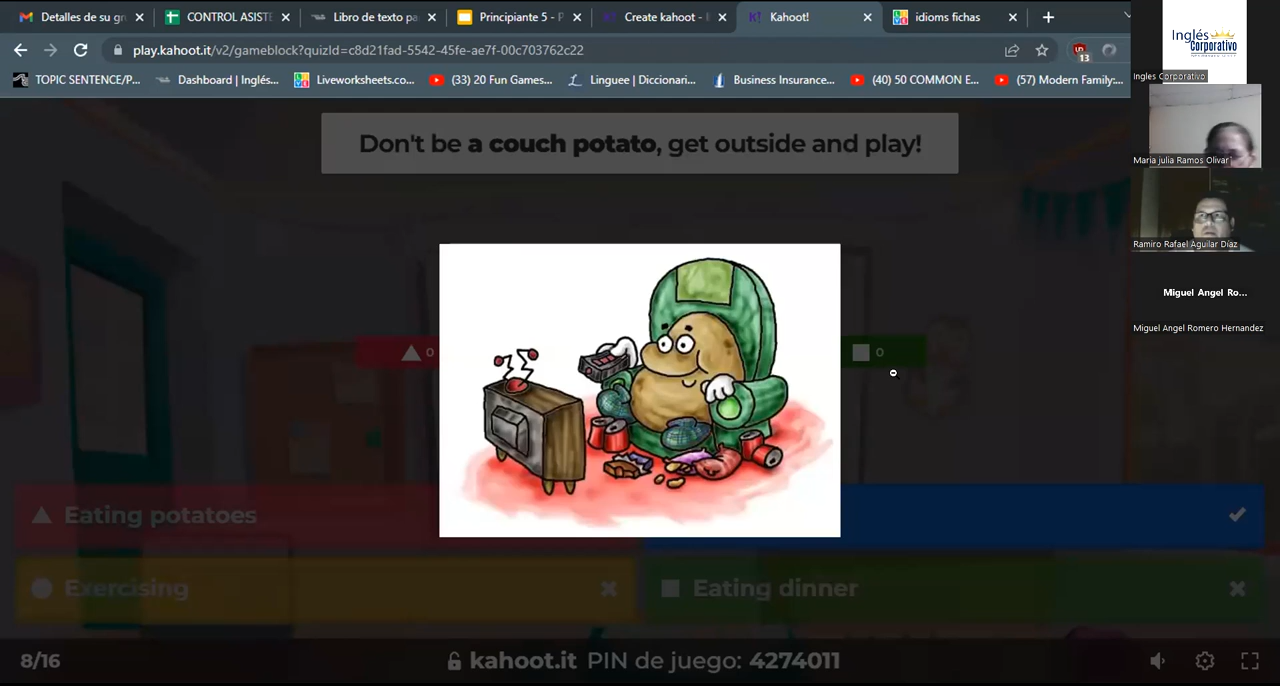 Detalles de su gr
CONTROL ASISTE
Libro de texto pa
Principiante 5 - P
Create kahoot - I
Kahoot!
idioms fichas
play.kahoot.it/v2/gameblock?quizId=c8d21fad-5542-45fe-ae7f-00c703762c22
13
TOPIC SENTENCE/P...
Dashboard | Inglés...
Liveworksheets.co...
(33) 20 Fun Games...
Linguee | Diccionari...
Business Insurance...
(40) 50 COMMON E...
(57) Modern Family:...
Inglés
Corporativo
Ingles Corporativo
Maria julia Ramos Olivar
Ramiro Rafael Aguilar Díaz
Miguel Angel Ro...
Miguel Angel Romero Hernandez
Don't be a couch potato, get outside and play!
0
0
Eating potatoes
Exercising
Eating dinner
8/16
kahoot.it PIN de juego: 4274011